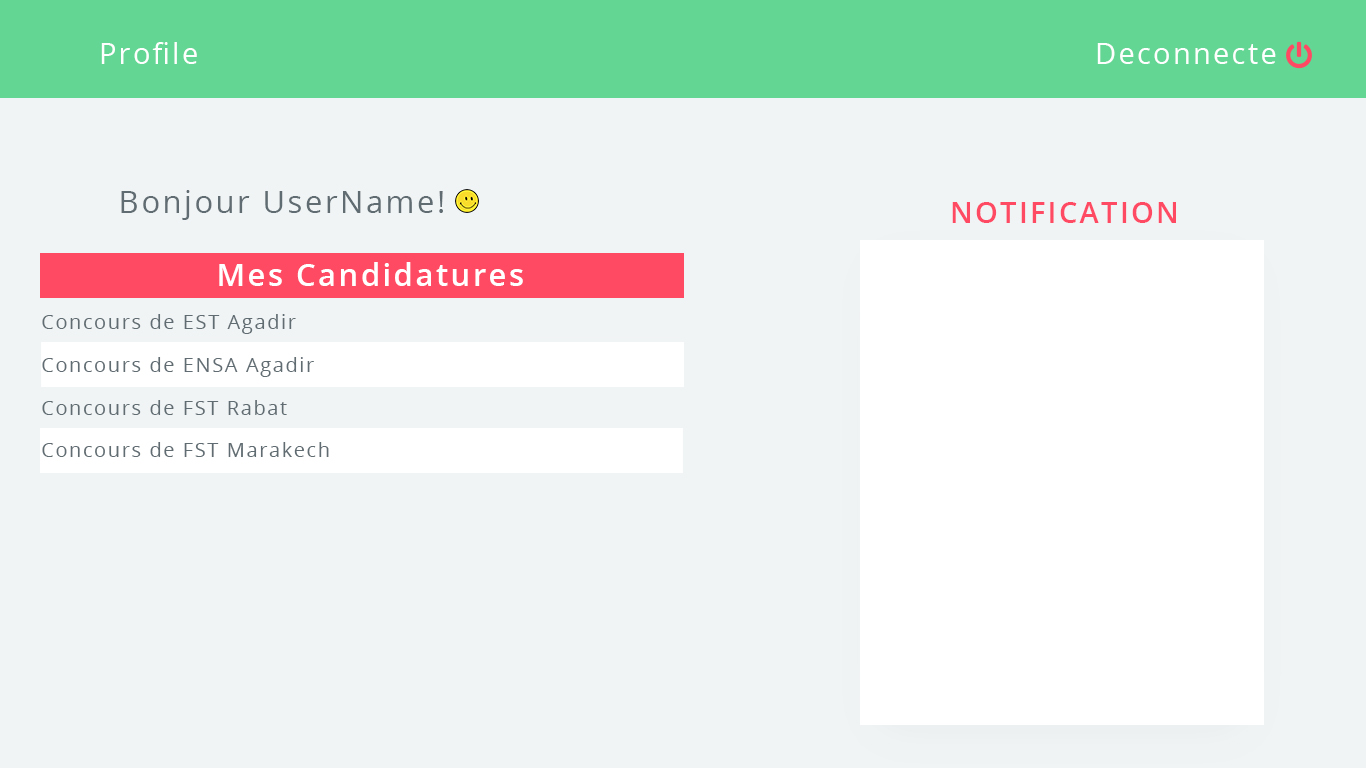 Profile
Deconnecte
Bonjour UserName!
NOTIFICATION
Mes Candidatures
Concours de EST Agadir
Concours de ENSA Agadir
Concours de FST Rabat
Concours de FST Marakech